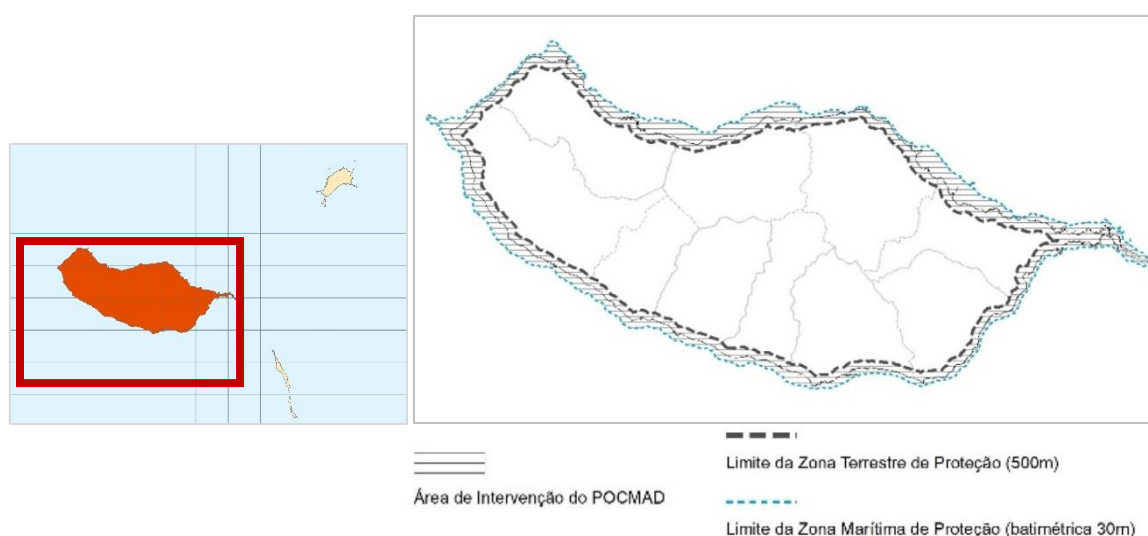 Área de Intervenção do POCMAD
Limite da Zona Terrestre de Proteção (500m)
Limite da Zona Marítima de Proteção (batimétrica 30m)